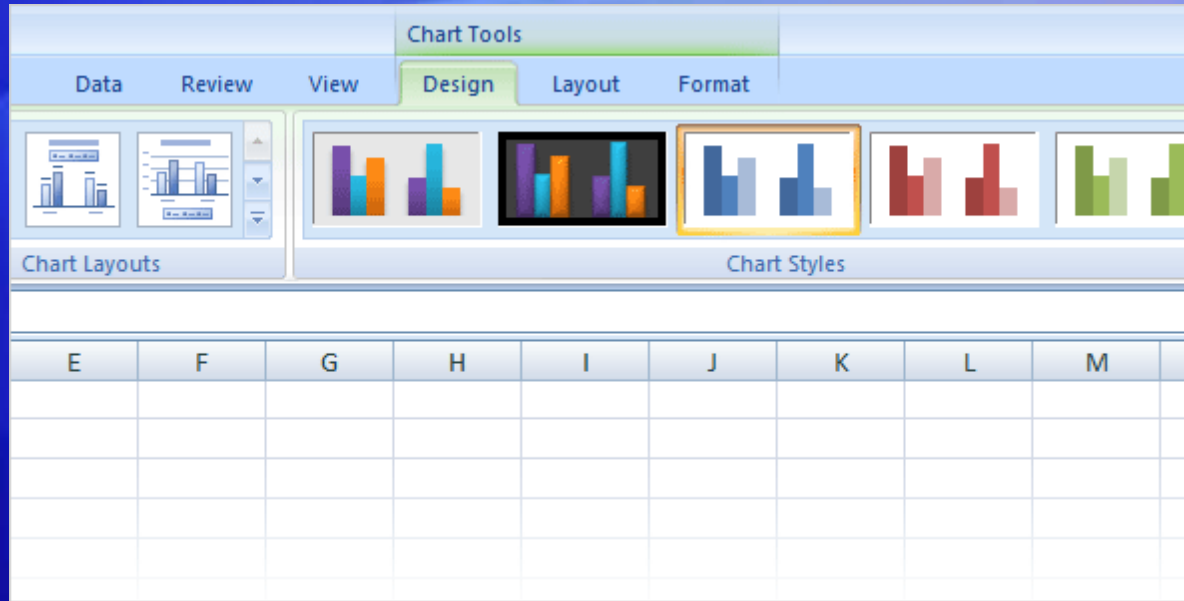 Chart Tools
Data Review View Design Layout Format
Chart Layouts Chart Styles
E F G H I J K L M